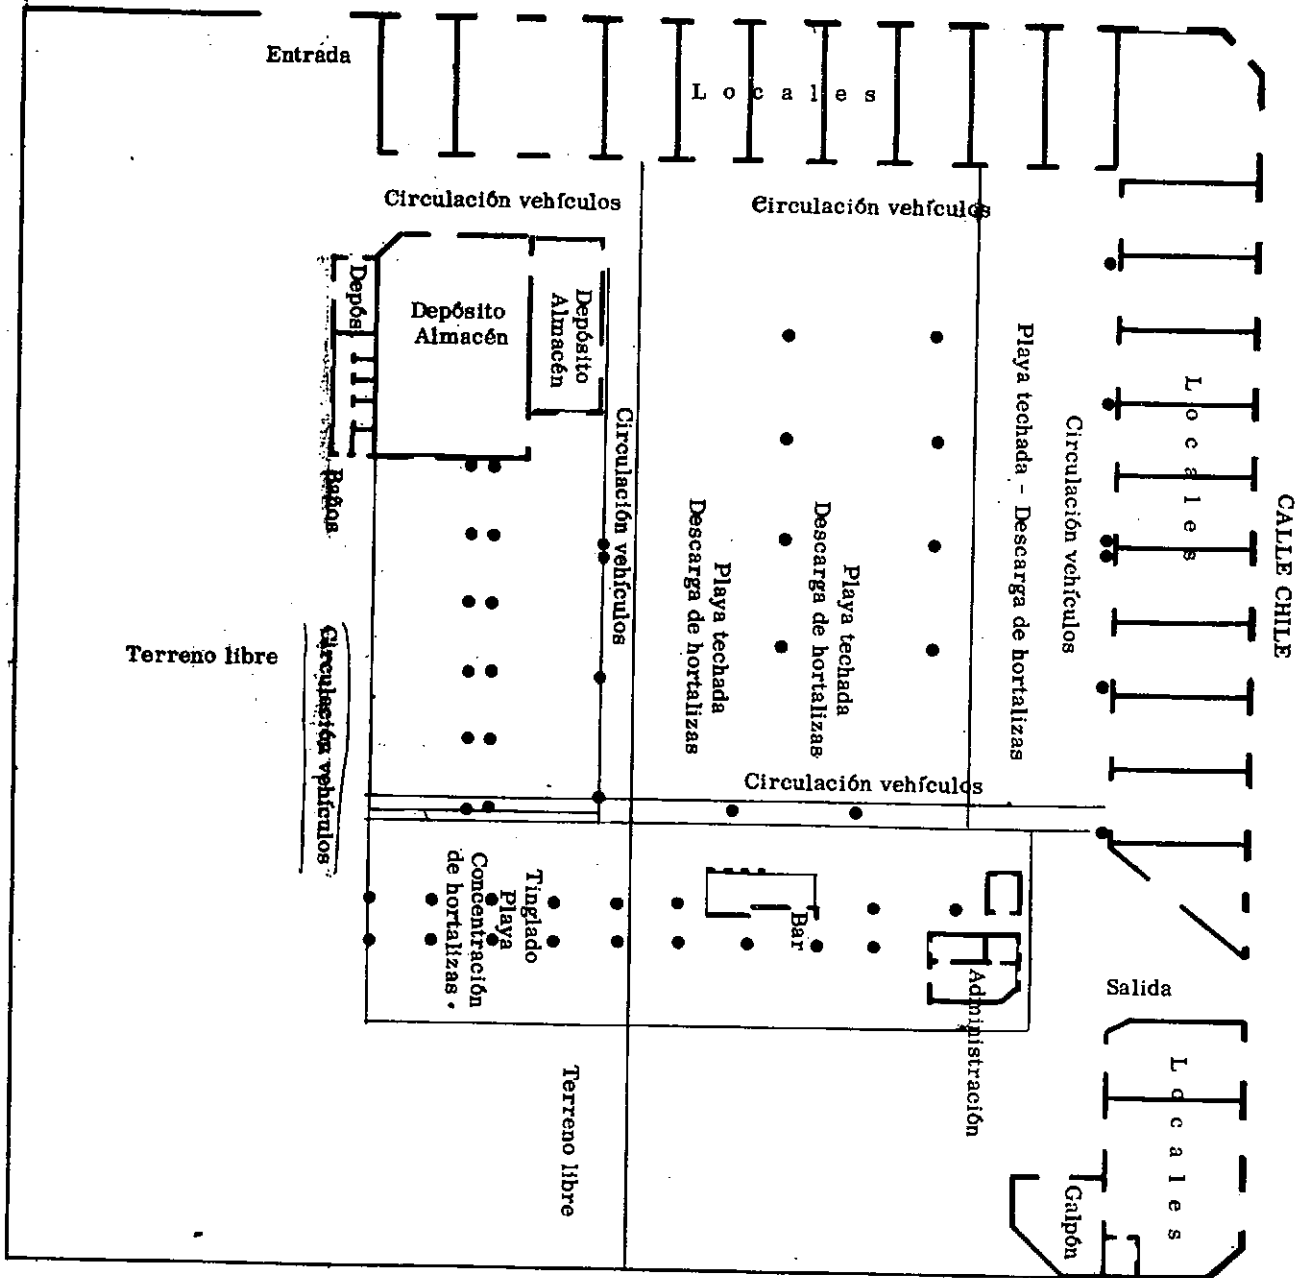 Entrada
L o c a l e s
Circulación vehículos
Circulación vehículos
Depós
Depósito
Almacén
Depósito
Almacén
Baños
Circulación vehículos
Playa techada - Descarga de hortalizas
Circulación vehículos
L o c a l e s
CALLE CHILE
Playa techada
Descarga de hortalizas
Playa techada
Descarga de hortalizas
Terreno libre
Circulación vehículos
Circulación vehículos
Tinglado
Playa
Concentración
de hortalizas.
Bar
Administración
Salida
L o c a l e s
Galpón
Terreno libre